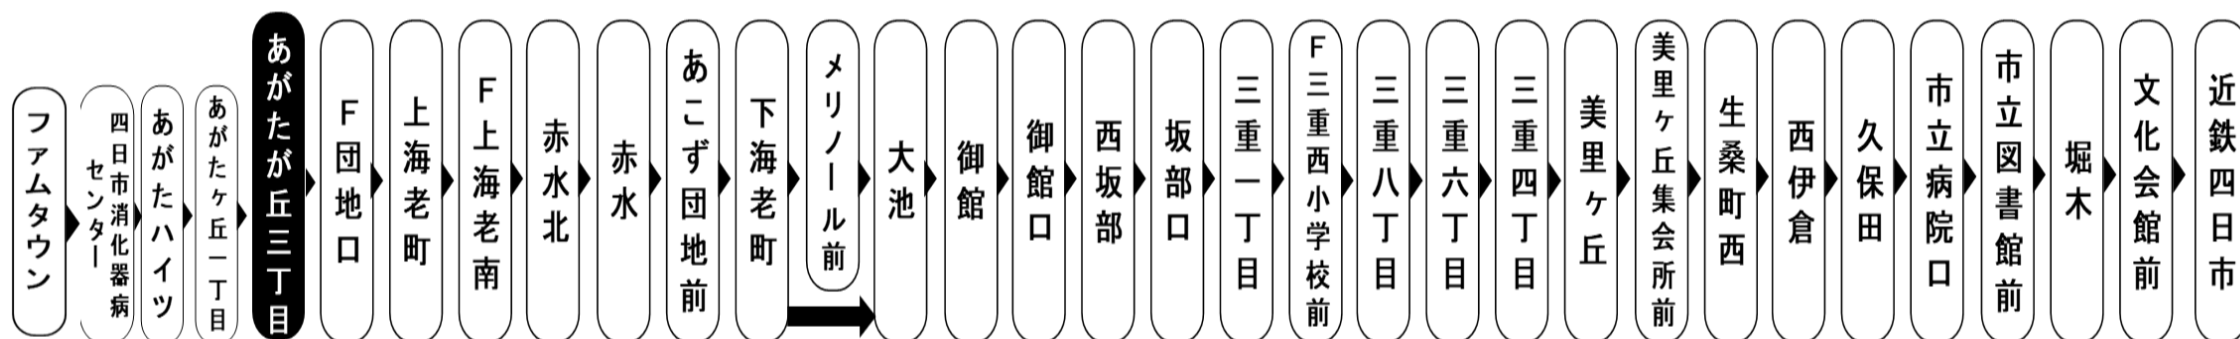 ファムタウン
四日市消化器病
センター
あがたハイツ
あがたヶ丘一丁目
あがたが丘三丁目
F団地口
上海老町
F上海老南
赤水北
赤水
あこず団地前
下海老町
メリノール前
大池
御館
御館口
西坂部
坂部口
三重一丁目
F三重西小学校前
三重八丁目
三重六丁目
三重四丁目
美里ヶ丘
美里ヶ丘集会所前
生桑町西
西伊倉
久保田
市立病院口
市立図書館前
堀木
文化会館前
近鉄四日市